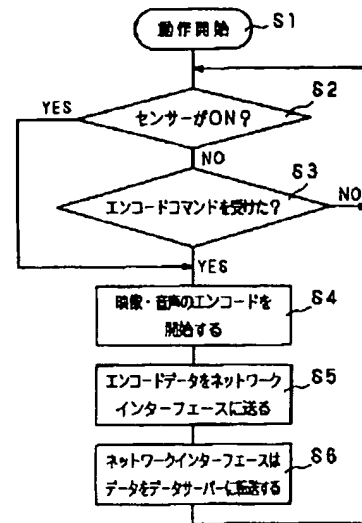 動作開始 S1
センサーがON? S2
YES
NO
エンコードコマンドを受けた? S3
NO
YES
映像・音声のエンコードを
開始する
S4
エンコードデータをネットワーク
インターフェースに送る
S5
ネットワークインターフェースは
データをデータサーバーに転送する
S6